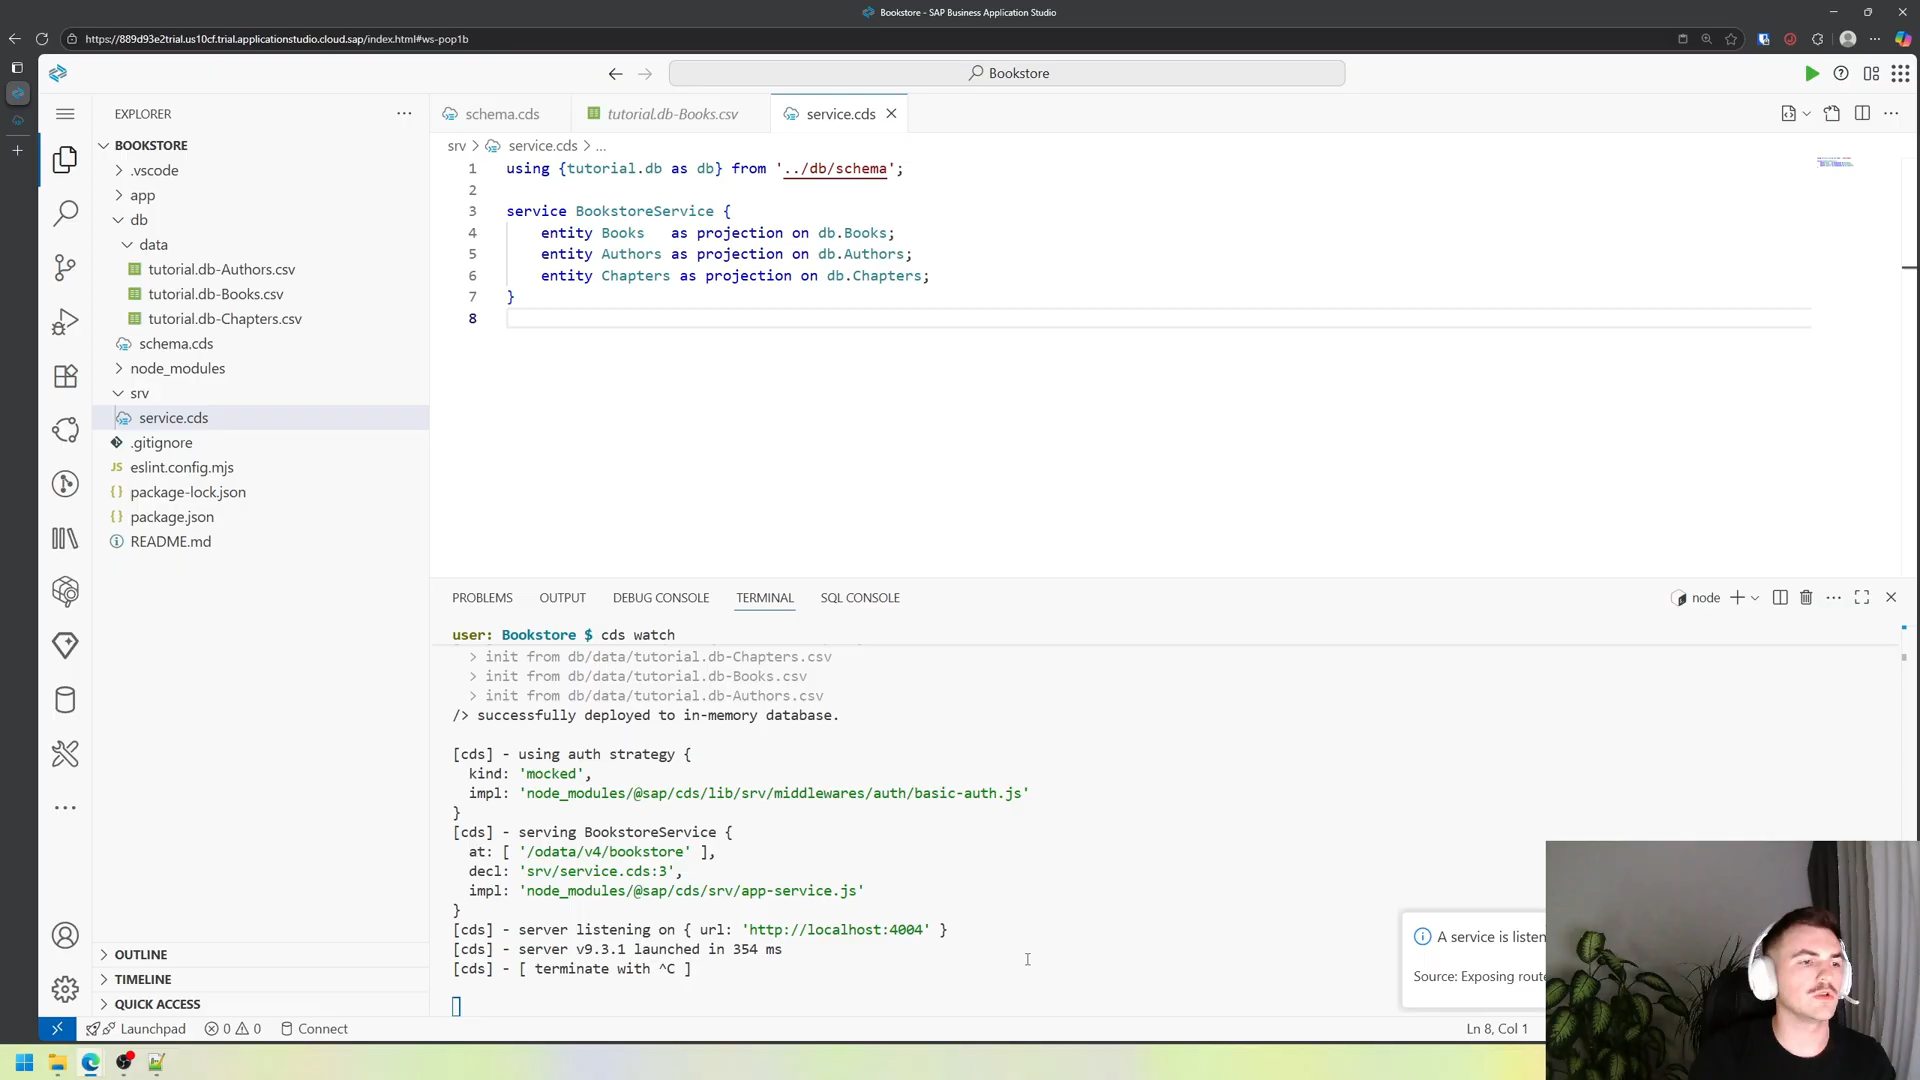 Bookstore - SAP Business Application Studio
https://889d93e2trial.us10cf.trial.applicationstudio.cloud.sap/index.html#ws-pop1b
Bookstore
EXPLORER
BOOKSTORE
.vscode
app
db
data
tutorial.db-Authors.csv
tutorial.db-Books.csv
tutorial.db-Chapters.csv
schema.cds
node_modules
srv
service.cds
.gitignore
JS eslint.config.mjs
{} package-lock.json
{} package.json
README.md
OUTLINE
TIMELINE
QUICK ACCESS
schema.cds
tutorial.db-Books.csv
service.cds
srv > service.cds > ...
1 using {tutorial.db as db} from '../db/schema';
2
3 service BookstoreService {
4 entity Books as projection on db.Books;
5 entity Authors as projection on db.Authors;
6 entity Chapters as projection on db.Chapters;
7 }
8
PROBLEMS OUTPUT DEBUG CONSOLE TERMINAL SQL CONSOLE
node
user: Bookstore $ cds watch
> init from db/data/tutorial.db-Chapters.csv
> init from db/data/tutorial.db-Books.csv
> init from db/data/tutorial.db-Authors.csv
/> successfully deployed to in-memory database.
[cds] - using auth strategy {
kind: 'mocked',
impl: 'node_modules/@sap/cds/lib/srv/middlewares/auth/basic-auth.js'
}
[cds] - serving BookstoreService {
at: [ '/odata/v4/bookstore' ],
decl: 'srv/service.cds:3',
impl: 'node_modules/@sap/cds/srv/app-service.js'
}
[cds] - server listening on { url: 'http://localhost:4004' }
[cds] - server v9.3.1 launched in 354 ms
[cds] - [ terminate with ^C ]
A service is listen
Source: Exposing route
Launchpad
0 0
Connect
Ln 8, Col 1